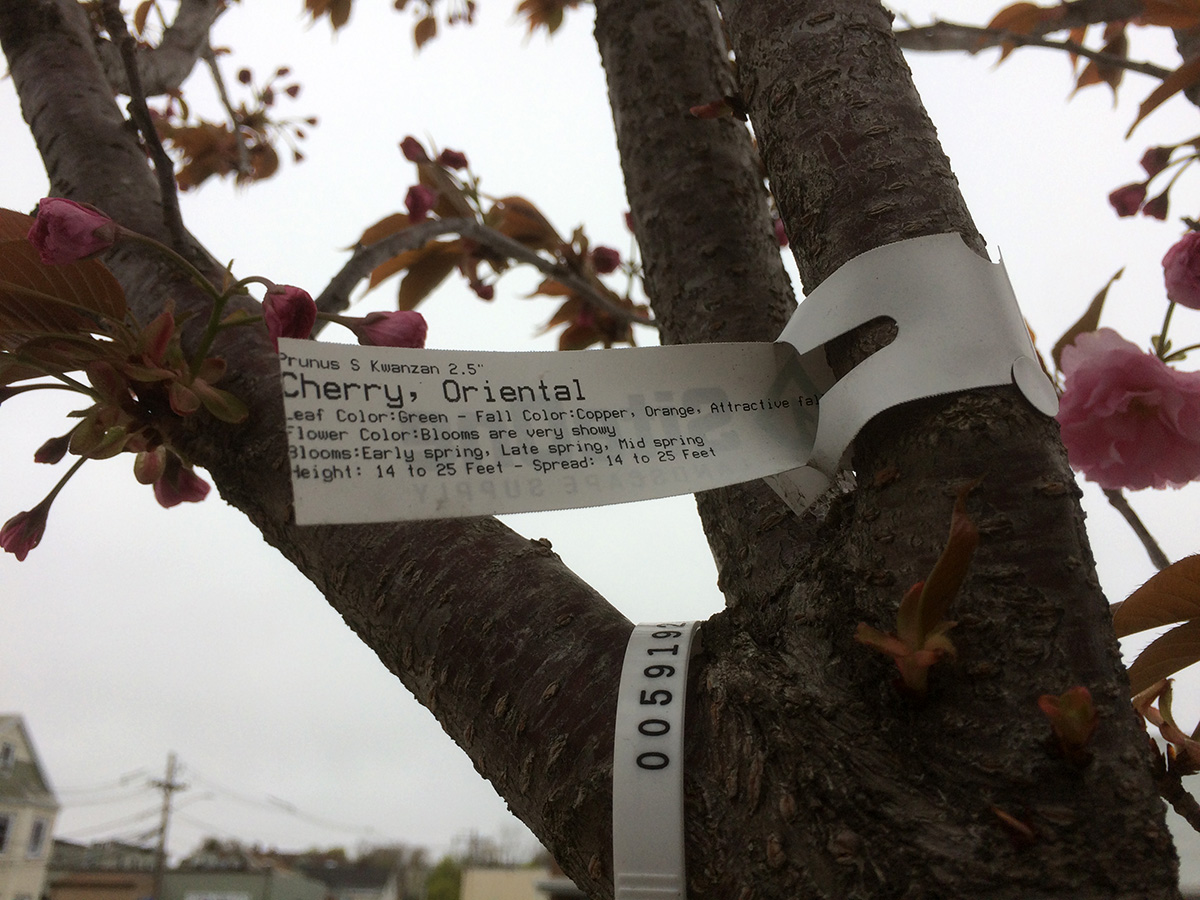 Prunus S Kwanzan 2.5"
Cherry, Oriental
Leaf Color:Green - Fall Color:Copper, Orange, Attractive fal
Flower Color:Blooms are very showy
Blooms:Early spring, Late spring, Mid spring
Height: 14 to 25 Feet - Spread: 14 to 25 Feet
SUPPLY
0059192